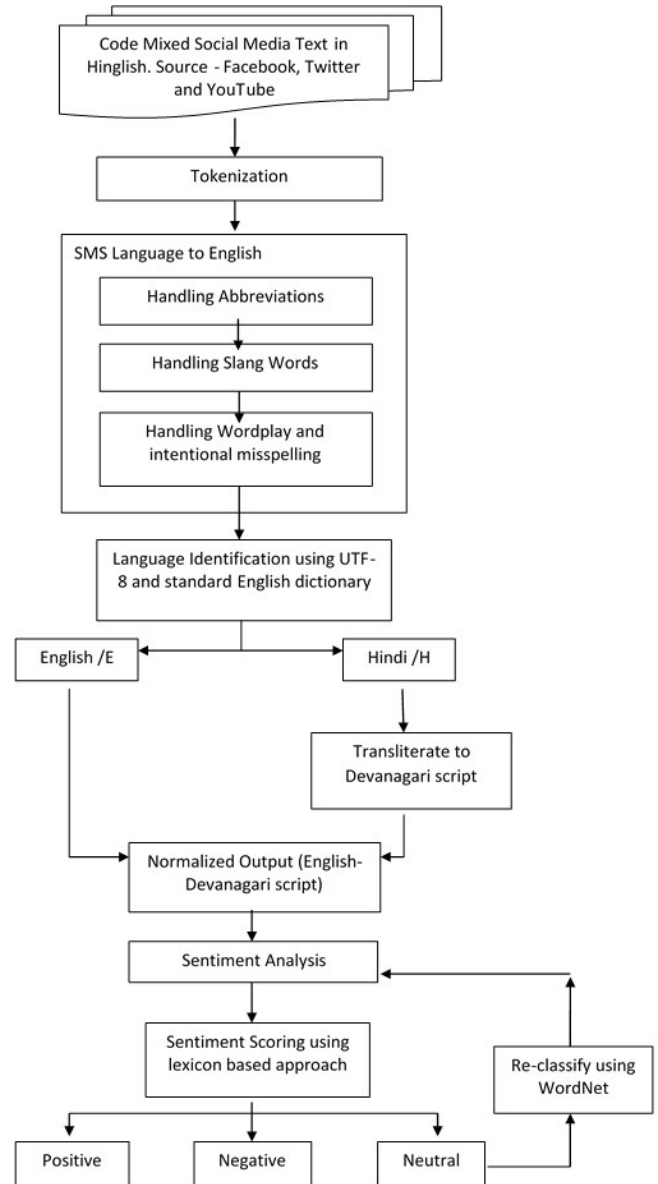 Code Mixed Social Media Text in
Hinglish. Source - Facebook, Twitter
and YouTube
Tokenization
SMS Language to English
Handling Abbreviations
Handling Slang Words
Handling Wordplay and
intentional misspelling
Language Identification using UTF-
8 and standard English dictionary
English /E
Hindi /H
Transliterate to
Devanagari script
Normalized Output (English-
Devanagari script)
Sentiment Analysis
Sentiment Scoring using
lexicon based approach
Re-classify using
WordNet
Positive
Negative
Neutral